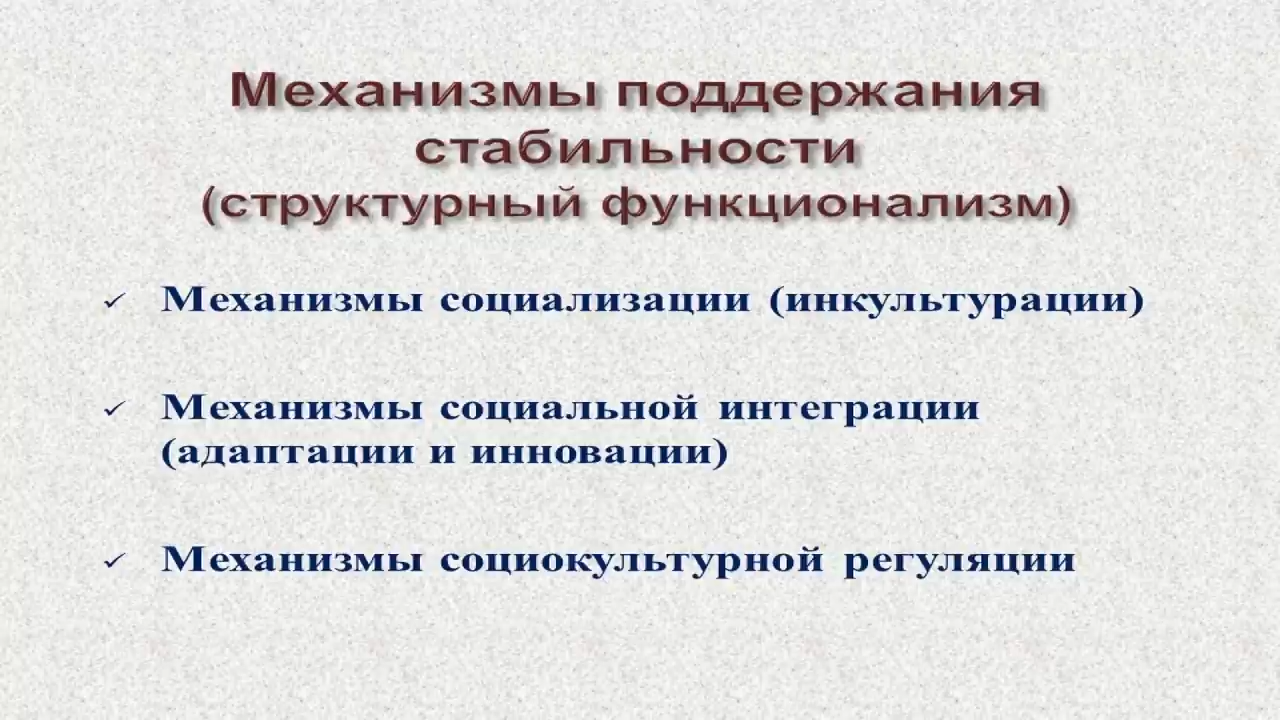 Механизмы поддержания
стабильности
(структурный функционализм)
Механизмы социализации (инкультурации)
Механизмы социальной интеграции
(адаптации и инновации)
Механизмы социокультурной регуляции